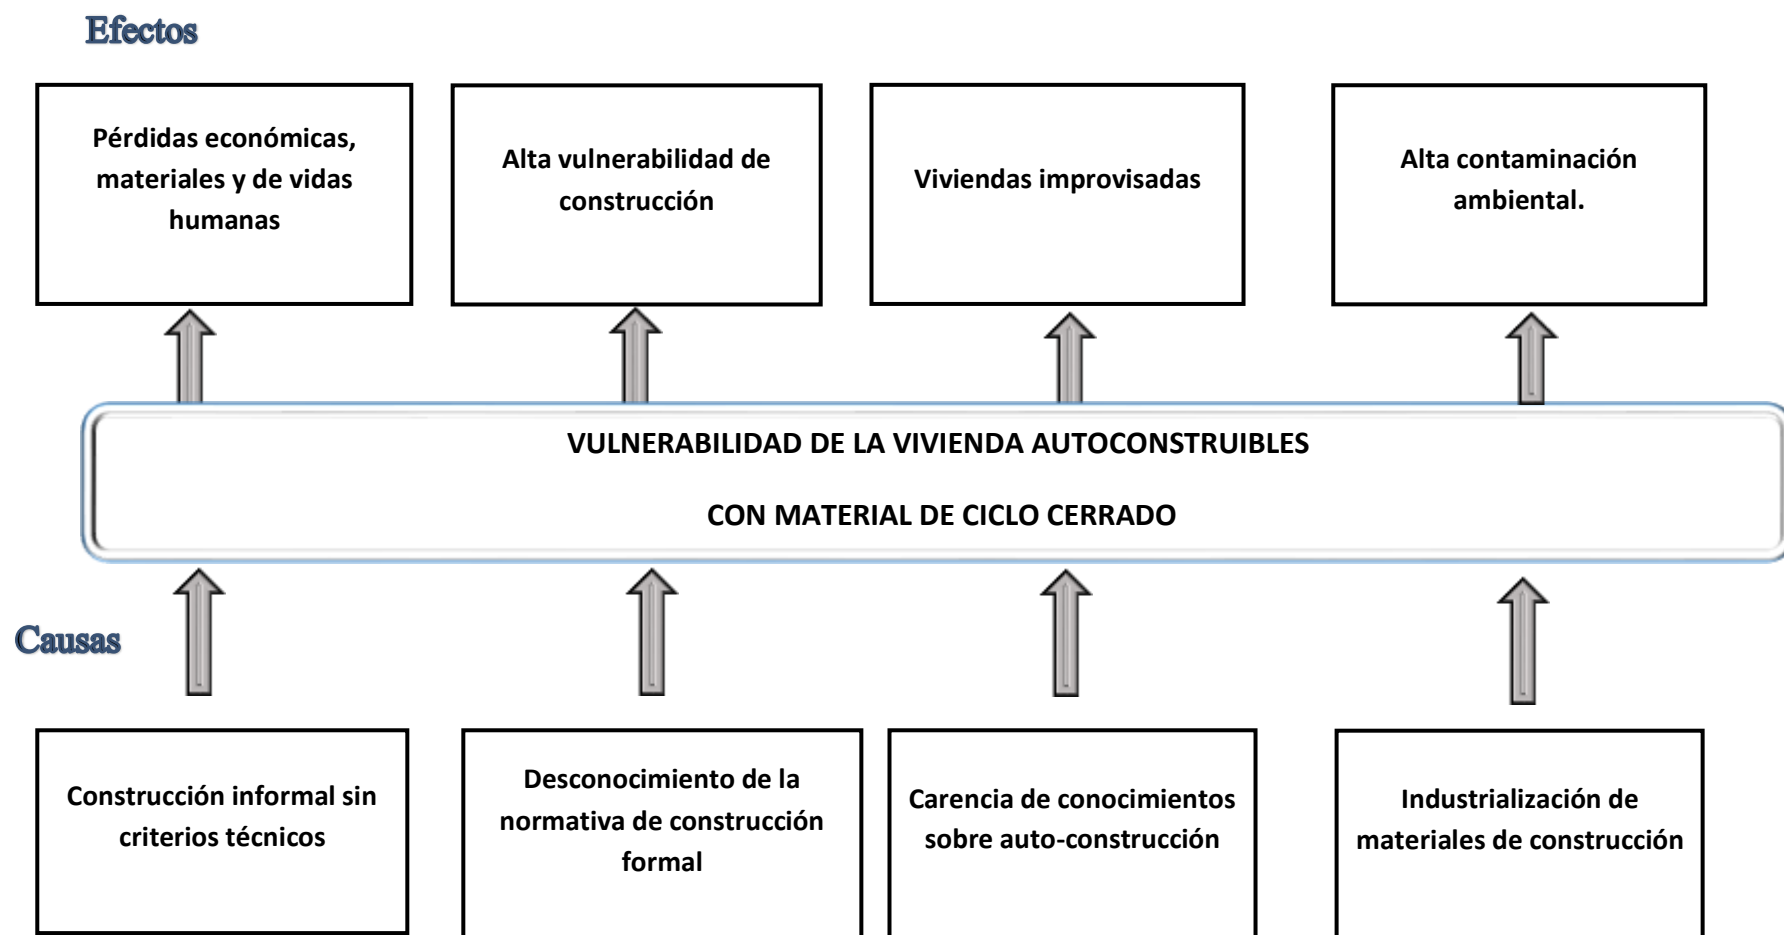 Efectos
Pérdidas económicas,
materiales y de vidas
humanas
Alta vulnerabilidad de
construcción
Viviendas improvisadas
Alta contaminación
ambiental.
VULNERABILIDAD DE LA VIVIENDA AUTOCONSTRUIBLES
CON MATERIAL DE CICLO CERRADO
Causas
Construcción informal sin
criterios técnicos
Desconocimiento de la
normativa de construcción
formal
Carencia de conocimientos
sobre auto-construcción
Industrialización de
materiales de construcción